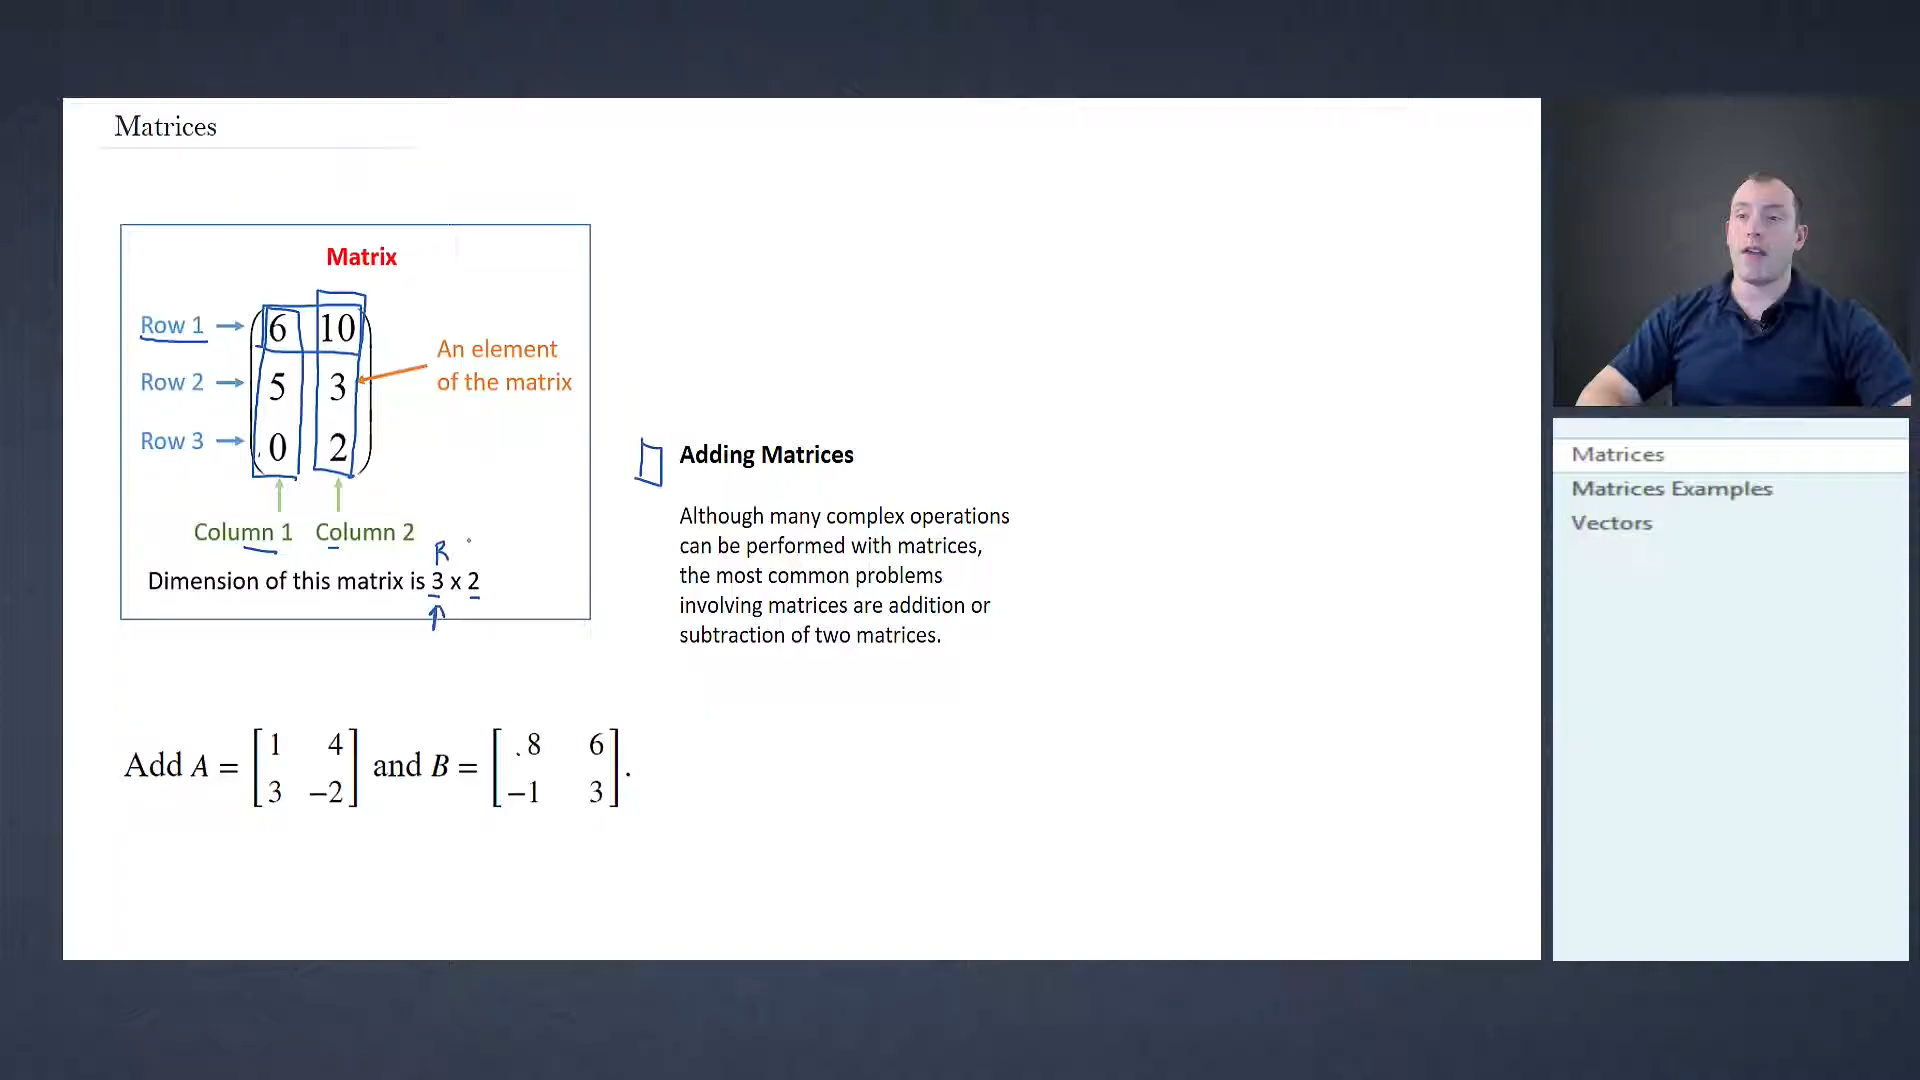 Matrices
Matrix
Row 1 → 6 10
Row 2 → 5 3
Row 3 → 0 2
An element
of the matrix
Column 1 Column 2
R
Dimension of this matrix is 3 x 2
Adding Matrices
Although many complex operations
can be performed with matrices,
the most common problems
involving matrices are addition or
subtraction of two matrices.
Add A = [1 4; 3 −2] and B = [8 6; −1 3].
Matrices
Matrices Examples
Vectors